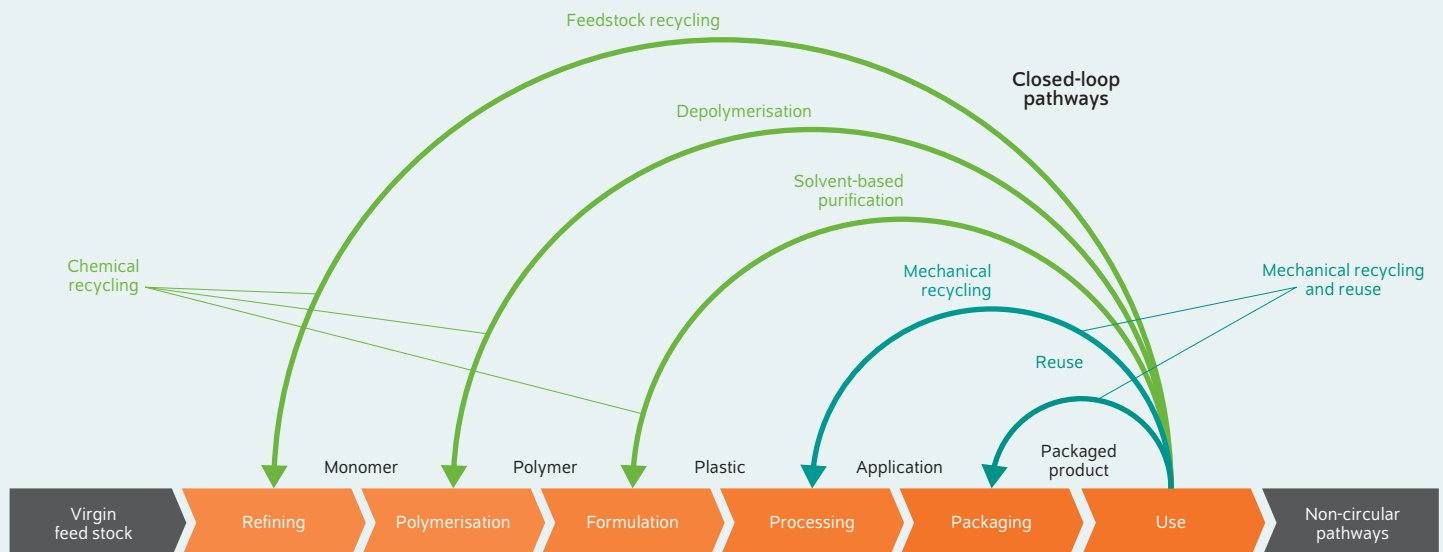 Feedstock recycling
Closed-loop
pathways
Depolymerisation
Solvent-based
purification
Chemical
recycling
Mechanical
recycling
Mechanical recycling
and reuse
Reuse
Monomer
Polymer
Plastic
Application
Packaged
product
Virgin
feed stock
Refining
Polymerisation
Formulation
Processing
Packaging
Use
Non-circular
pathways